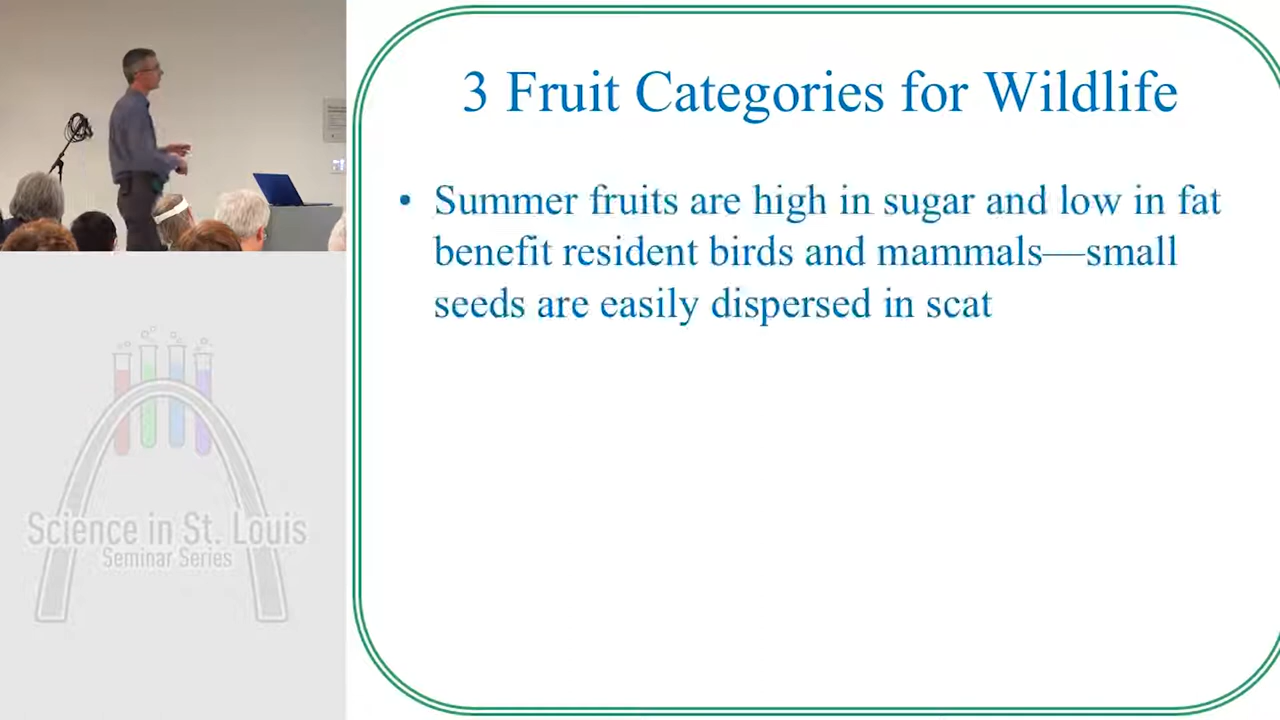 3 Fruit Categories for Wildlife
• Summer fruits are high in sugar and low in fat
benefit resident birds and mammals—small
seeds are easily dispersed in scat
Science in St. Louis
Seminar Series